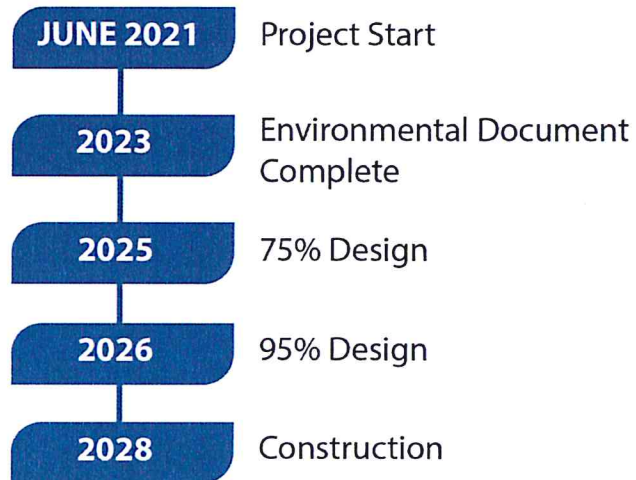 JUNE 2021 Project Start
2023 Environmental Document
Complete
2025 75% Design
2026 95% Design
2028 Construction